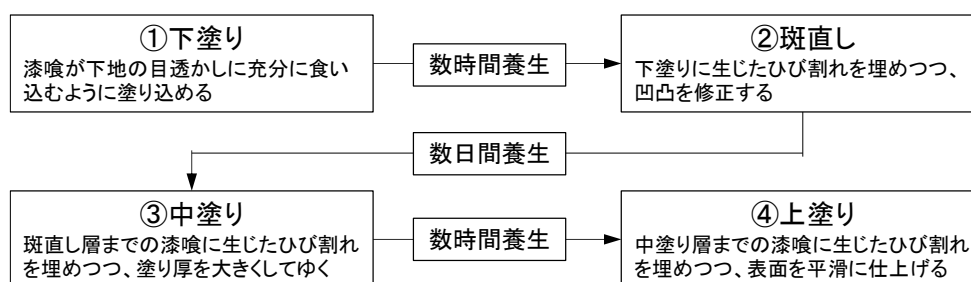 ①下塗り
漆喰が下地の目透かしに充分に食い
込むように塗り込める
数時間養生
②斑直し
下塗りに生じたひび割れを埋めつつ、
凹凸を修正する
数日間養生
③中塗り
斑直し層までの漆喰に生じたひび割れ
を埋めつつ、塗り厚を大きくしてゆく
数時間養生
④上塗り
中塗り層までの漆喰に生じたひび割れ
を埋めつつ、表面を平滑に仕上げる